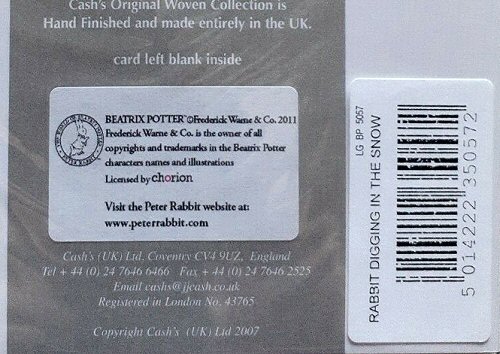 Cash's Original Woven Collection is
Hand Finished and made entirely in the UK.
card left blank inside
BEATRIX POTTER™ ©Frederick Warne & Co. 2011
Frederick Warne & Co. is the owner of all
copyrights and trademarks in the Beatrix Potter
characters names and illustrations
Licensed by chorion
Visit the Peter Rabbit website at:
www.peterrabbit.com
Cash's (UK) Ltd. Coventry CV4 9UZ, England
Tel + 44 (0) 24 7646 6466 Fax + 44 (0) 24 7646 2525
Email cashs@jjcash.co.uk
Registered in London No. 43765
Copyright Cash's (UK) Ltd 2007
RABBIT DIGGING IN THE SNOW
LG BP 5057
5 014222 350572